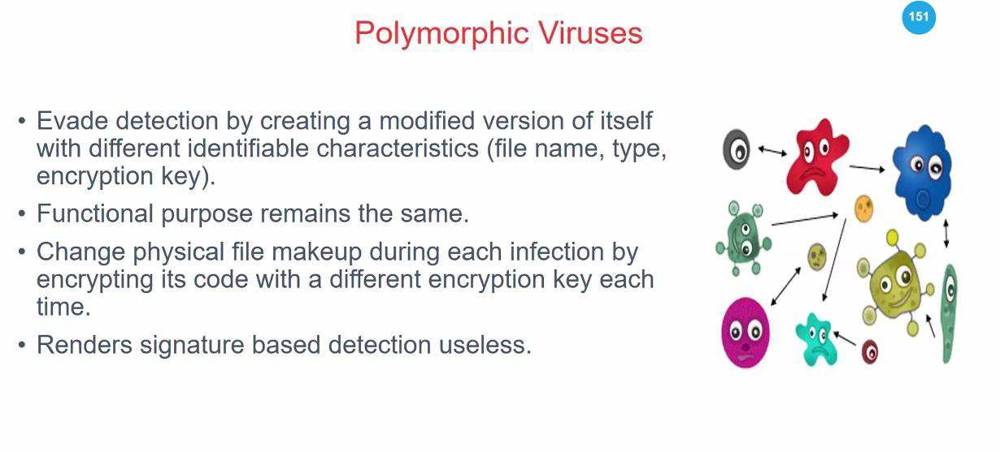 151
Polymorphic Viruses
• Evade detection by creating a modified version of itself
with different identifiable characteristics (file name, type,
encryption key).
• Functional purpose remains the same.
• Change physical file makeup during each infection by
encrypting its code with a different encryption key each
time.
• Renders signature based detection useless.